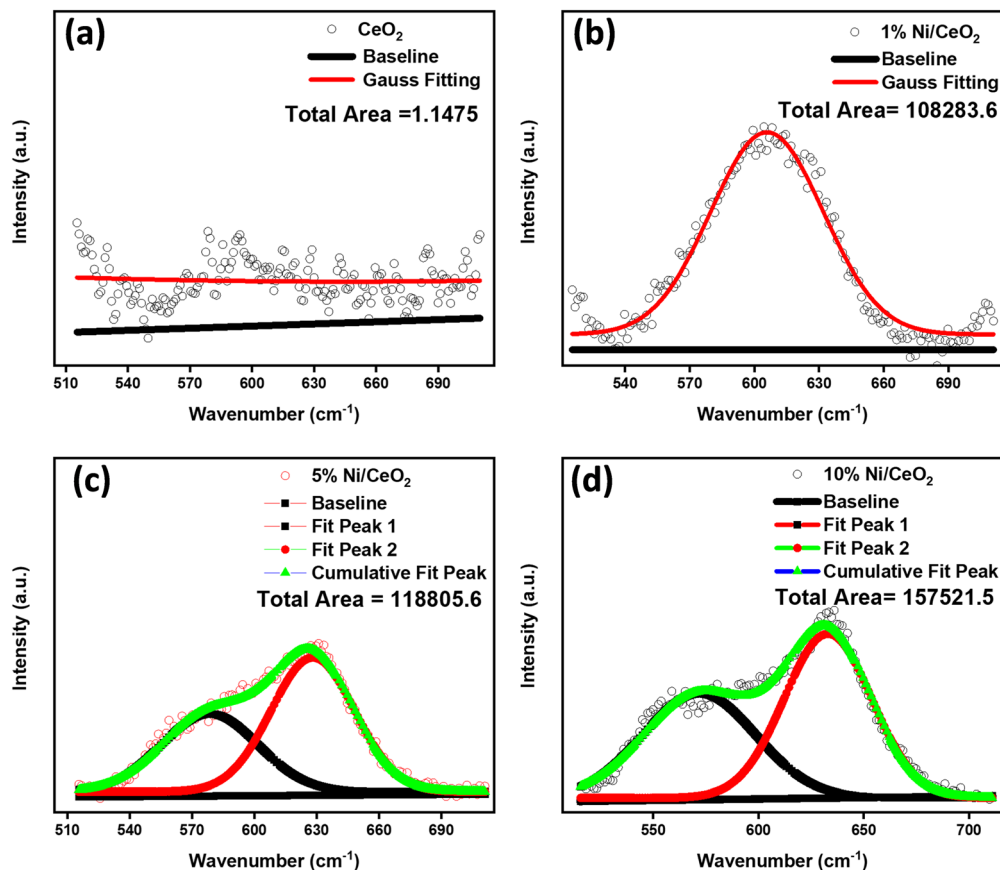 (a)
CeO₂
Baseline
Gauss Fitting
Total Area =1.1475
Intensity (a.u.)
510 540 570 600 630 660 690
Wavenumber (cm⁻¹)
(b)
1% Ni/CeO₂
Baseline
Gauss Fitting
Total Area= 108283.6
Intensity (a.u.)
540 570 600 630 660 690
Wavenumber (cm⁻¹)
(c)
5% Ni/CeO₂
Baseline
Fit Peak 1
Fit Peak 2
Cumulative Fit Peak
Total Area = 118805.6
Intensity (a.u.)
510 540 570 600 630 660 690
Wavenumber (cm⁻¹)
(d)
10% Ni/CeO₂
Baseline
Fit Peak 1
Fit Peak 2
Cumulative Fit Peak
Total Area= 157521.5
Intensity (a.u.)
550 600 650 700
Wavenumber (cm⁻¹)